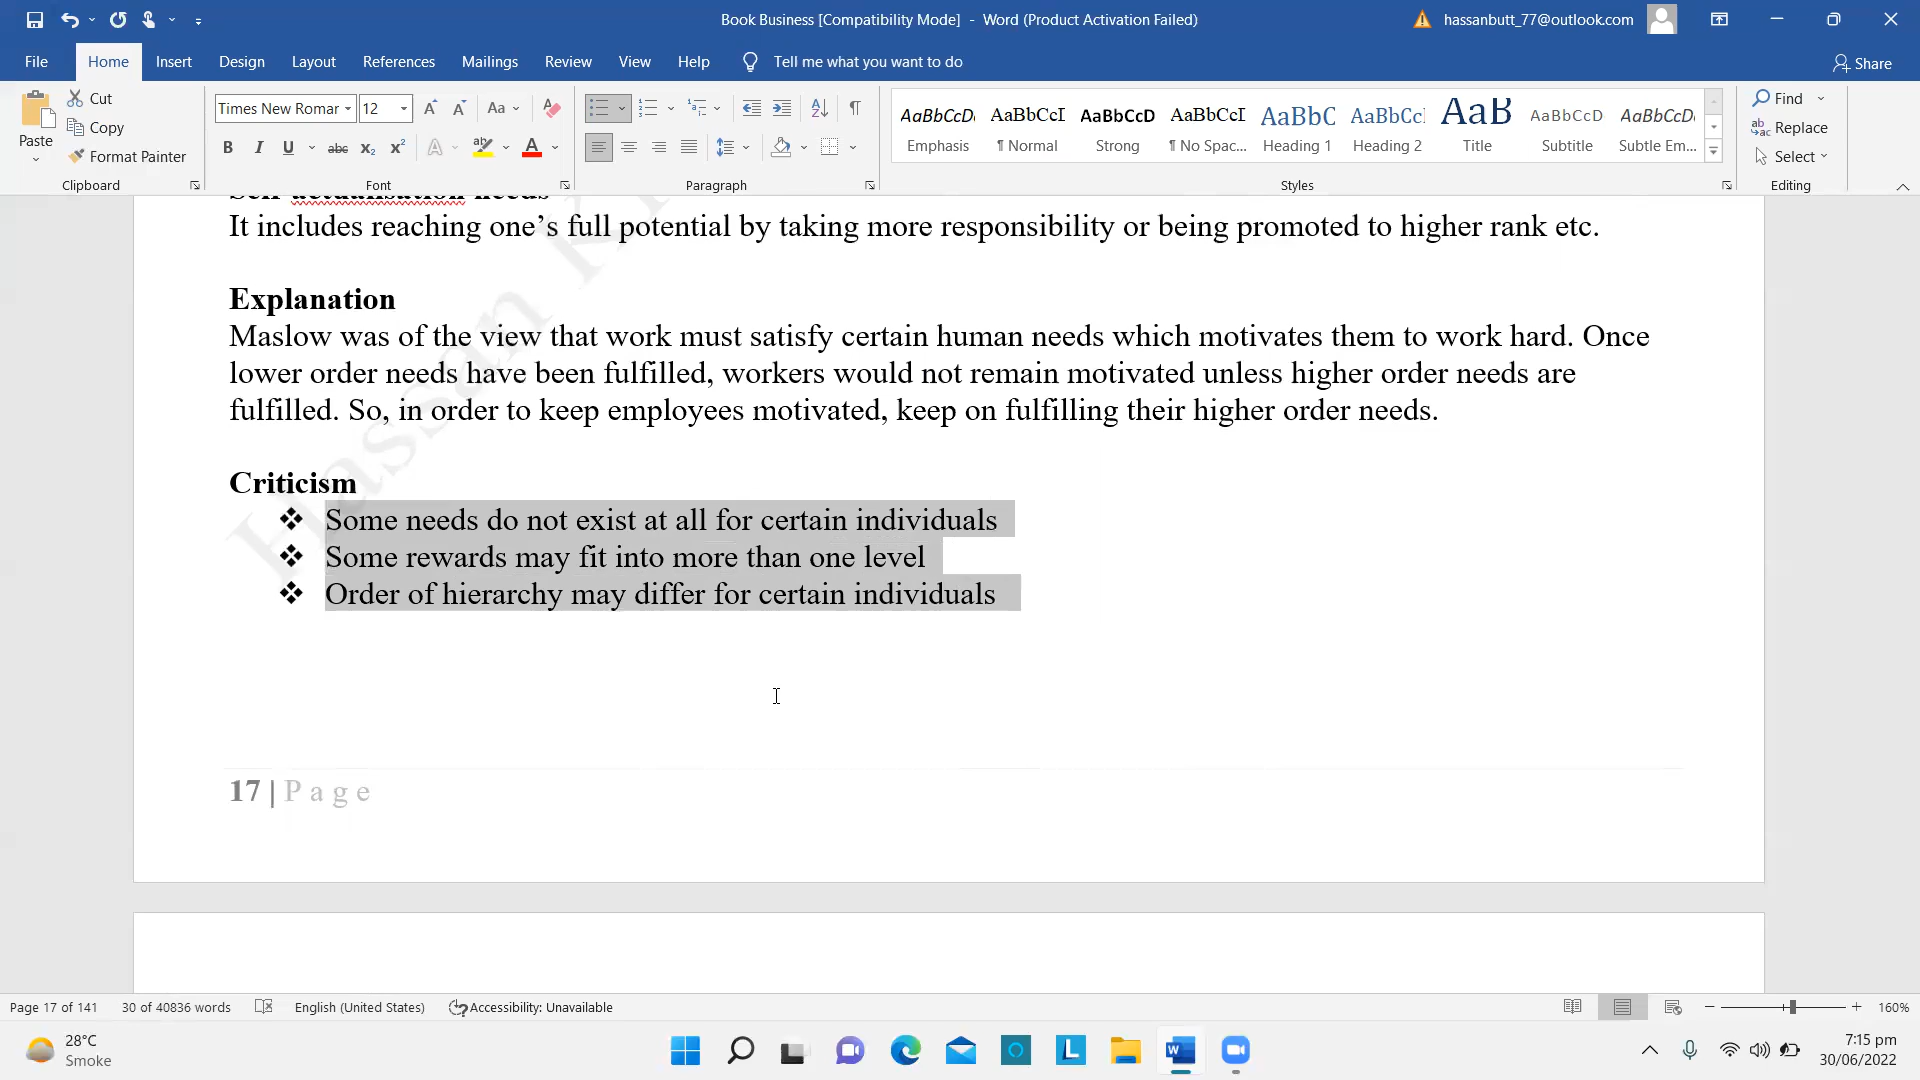 Book Business [Compatibility Mode] - Word (Product Activation Failed)
hassanbutt_77@outlook.com
File Home Insert Design Layout References Mailings Review View Help Tell me what you want to do
Share
Paste
Cut
Copy
Format Painter
Clipboard
Times New Roman 12
Font
Paragraph
AaBbCcDı AaBbCcI AaBbCcD AaBbCcI AaBbC AaBbCcI AaB AaBbCcD AaBbCcDı
Emphasis ¶ Normal Strong ¶ No Spac... Heading 1 Heading 2 Title Subtitle Subtle Em...
Styles
Find
Replace
Select
Editing
Self-actualisation needs
It includes reaching one’s full potential by taking more responsibility or being promoted to higher rank etc.
Explanation
Maslow was of the view that work must satisfy certain human needs which motivates them to work hard. Once
lower order needs have been fulfilled, workers would not remain motivated unless higher order needs are
fulfilled. So, in order to keep employees motivated, keep on fulfilling their higher order needs.
Criticism
❖ Some needs do not exist at all for certain individuals
❖ Some rewards may fit into more than one level
❖ Order of hierarchy may differ for certain individuals
Hassan
17 | P a g e
Page 17 of 141 30 of 40836 words English (United States) Accessibility: Unavailable 160%
28°C
Smoke
7:15 pm
30/06/2022